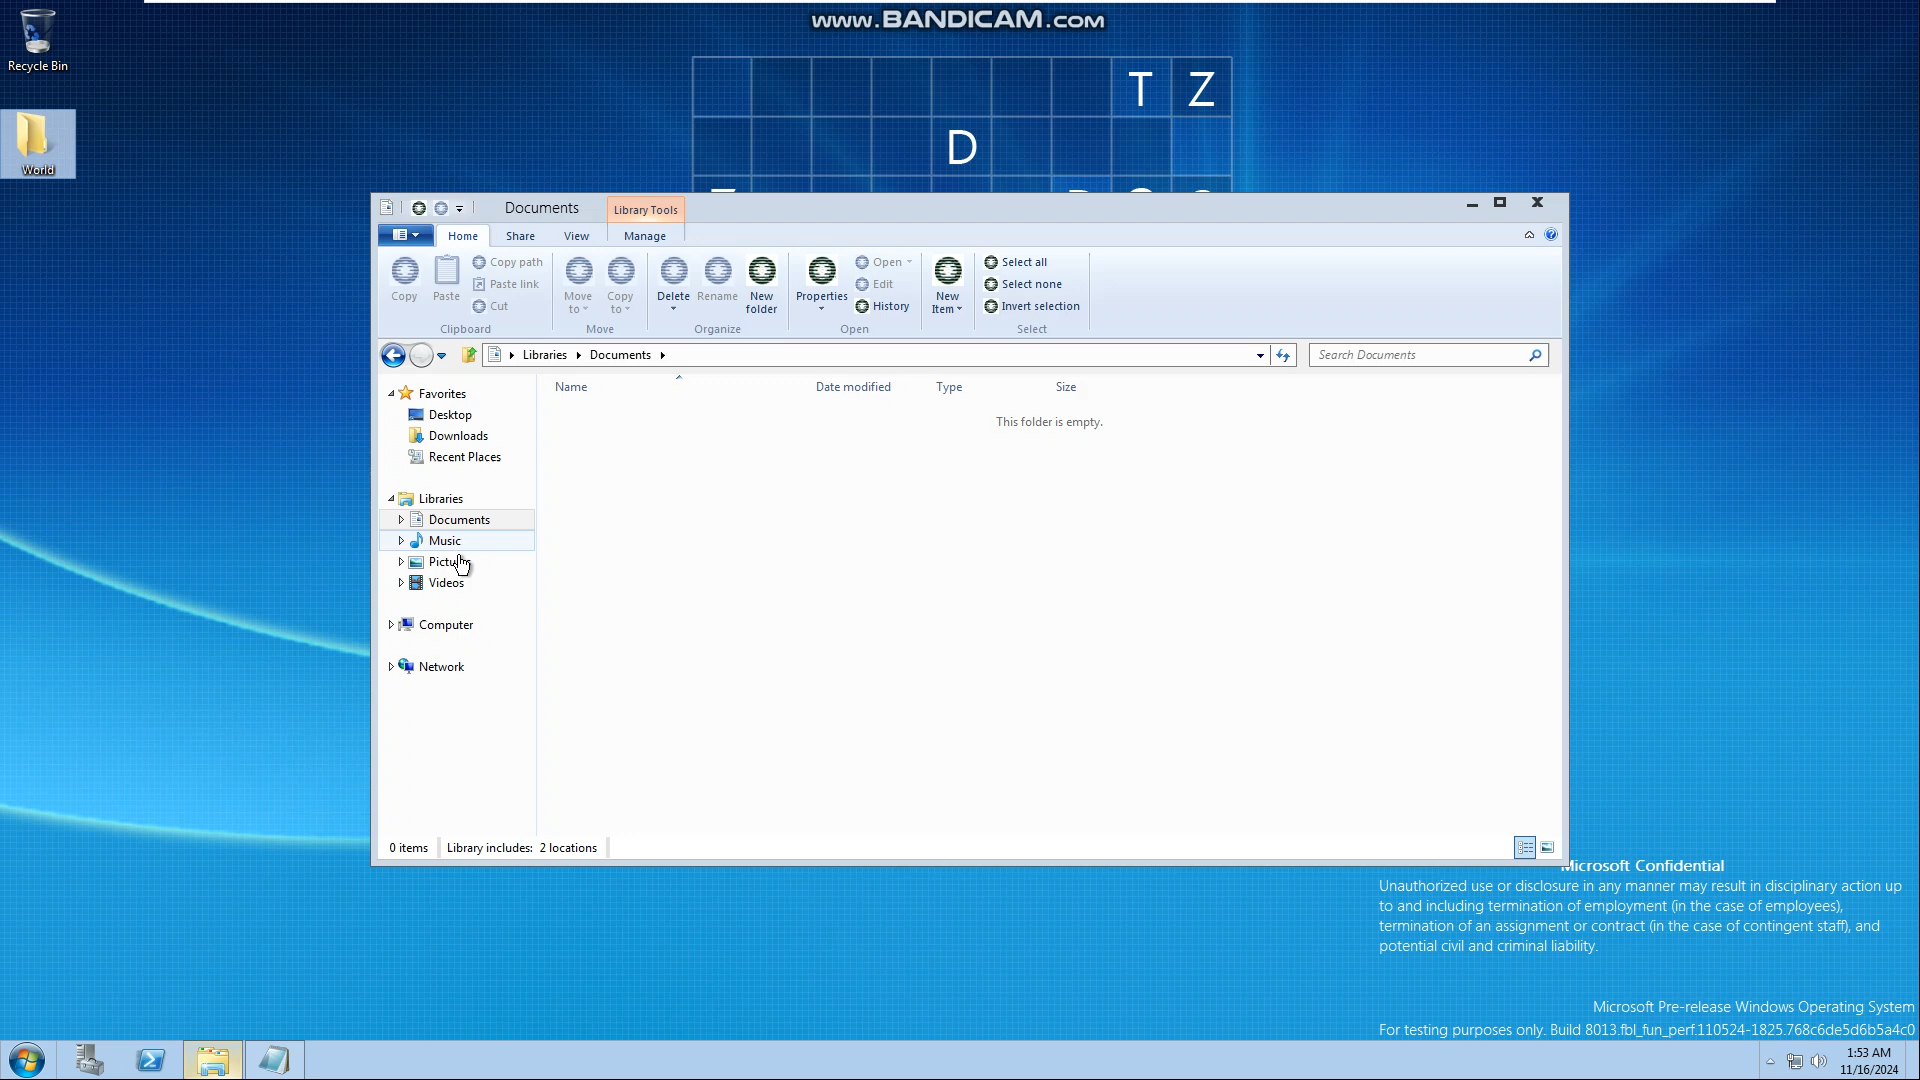 www.BANDICAM.com
Recycle Bin
World
T Z
D
Documents
Library Tools
Home
Share
View
Manage
Copy
Paste
Copy path
Paste link
Cut
Clipboard
Move to
Copy to
Move
Delete
Rename
New folder
Organize
Properties
Open
Edit
History
Open
New Item
Select all
Select none
Invert selection
Select
Libraries
Documents
Search Documents
Favorites
Desktop
Downloads
Recent Places
Libraries
Documents
Music
Videos
Computer
Network
Name
Date modified
Type
Size
This folder is empty.
0 items
Library includes: 2 locations
Microsoft Confidential
Unauthorized use or disclosure in any manner may result in disciplinary action up
to and including termination of employment (in the case of employees),
termination of an assignment or contract (in the case of contingent staff), and
potential civil and criminal liability.
Microsoft Pre-release Windows Operating System
For testing purposes only. Build 8013.fbl_fun_perf.110524-1825.768c6de5d6b5a4c0
1:53 AM
11/16/2024